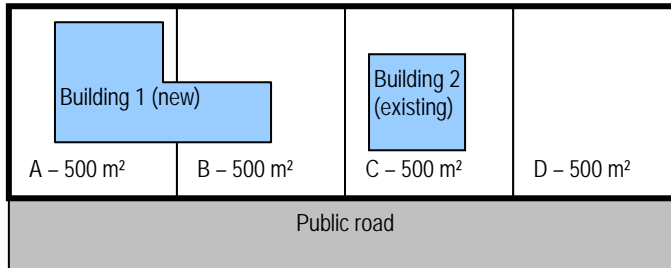 Building 1 (new)
Building 2
(existing)
A – 500 m²
B – 500 m²
C – 500 m²
D – 500 m²
Public road